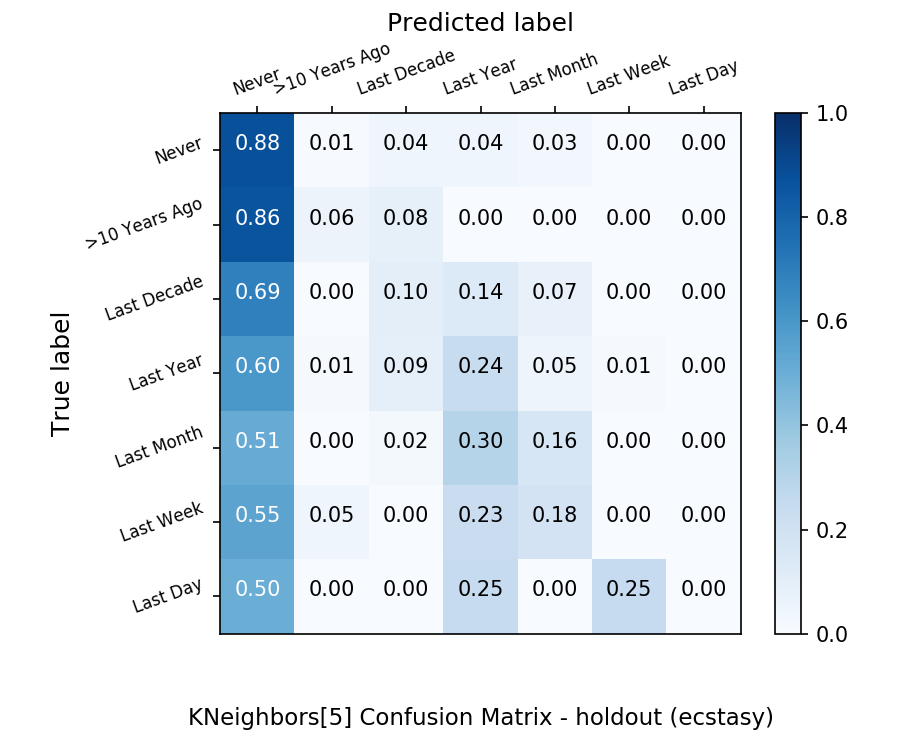 Predicted label
Never >10 Years Ago Last Decade Last Year Last Month Last Week Last Day
True label
Never 0.88 0.01 0.04 0.04 0.03 0.00 0.00
>10 Years Ago 0.86 0.06 0.08 0.00 0.00 0.00 0.00
Last Decade 0.69 0.00 0.10 0.14 0.07 0.00 0.00
Last Year 0.60 0.01 0.09 0.24 0.05 0.01 0.00
Last Month 0.51 0.00 0.02 0.30 0.16 0.00 0.00
Last Week 0.55 0.05 0.00 0.23 0.18 0.00 0.00
Last Day 0.50 0.00 0.00 0.25 0.00 0.25 0.00
1.0
0.8
0.6
0.4
0.2
0.0
KNeighbors[5] Confusion Matrix - holdout (ecstasy)